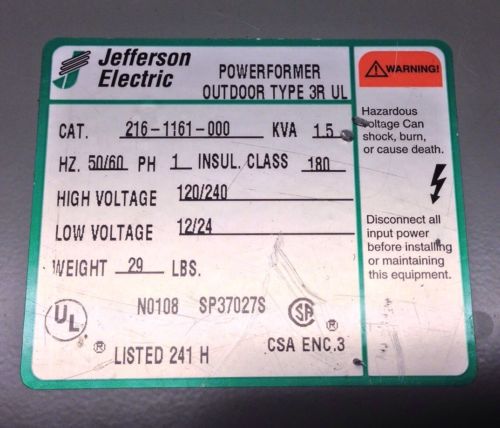 Jefferson
Electric
POWERFORMER
OUTDOOR TYPE 3R UL
CAT. 216-1161-000 KVA 1.5
HZ. 50/60 PH 1 INSUL. CLASS 180
HIGH VOLTAGE 120/240
LOW VOLTAGE 12/24
WEIGHT 29 LBS.
N0108 SP37027S
UL ® LISTED 241 H
SA ® CSA ENC.3
WARNING!
Hazardous
voltage Can
shock, burn,
or cause death.
Disconnect all
input power
before installing
or maintaining
this equipment.